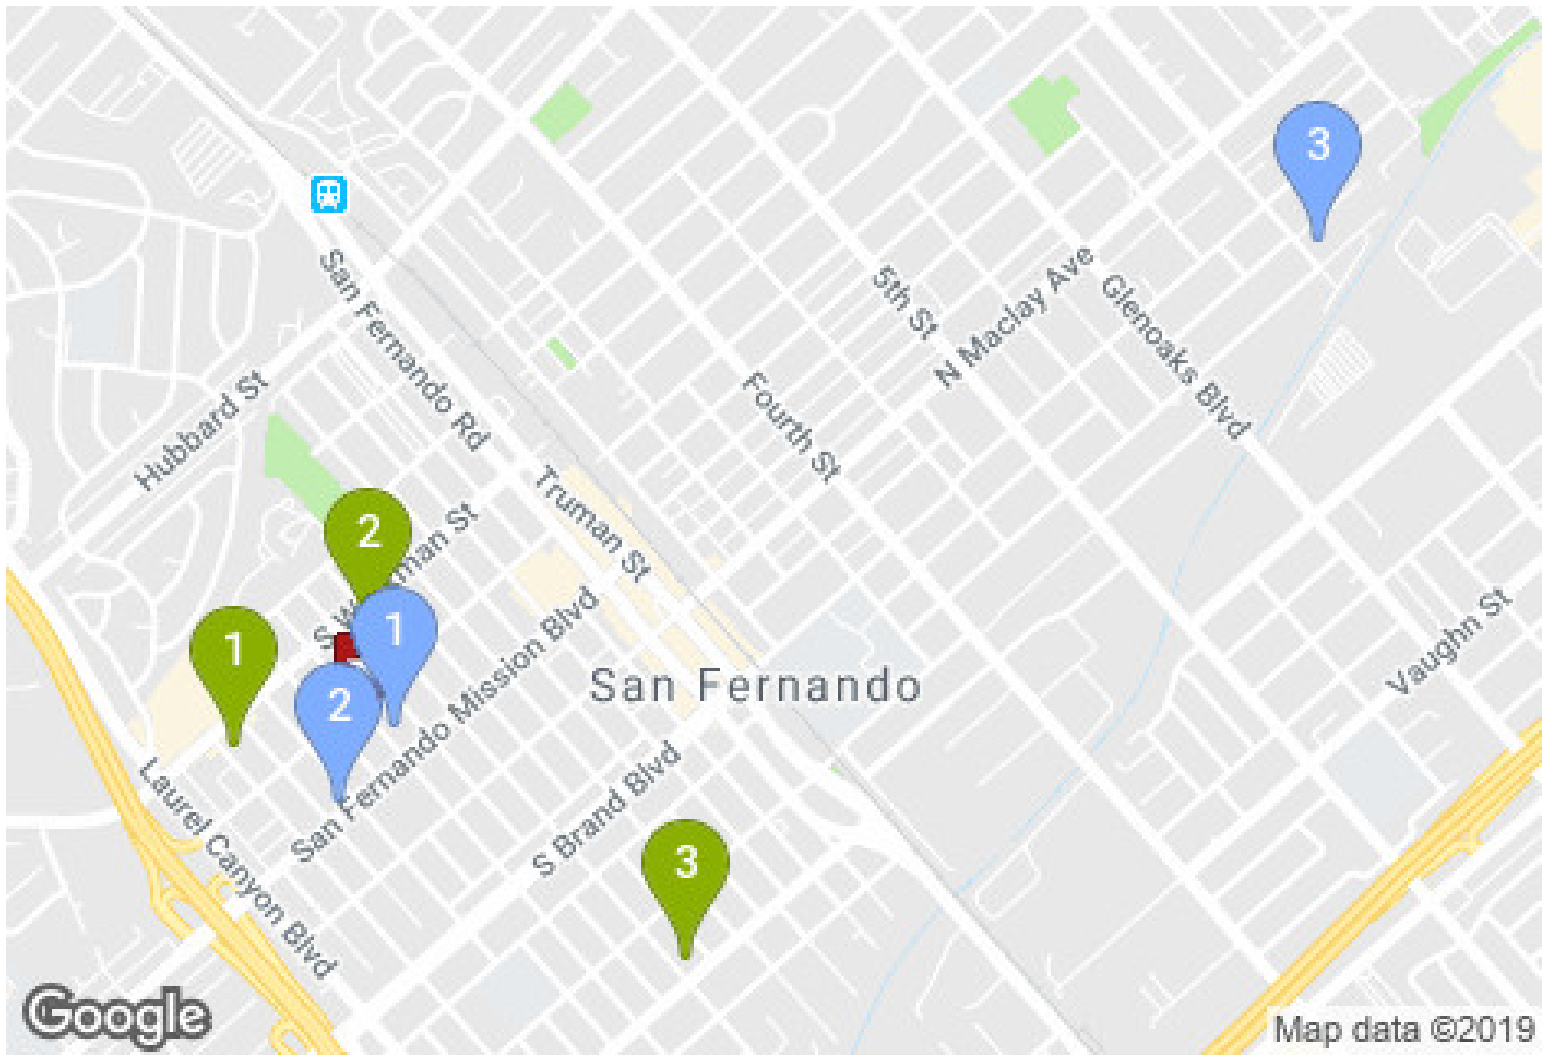 3
5th St
N Maclay Ave
Glenoaks Blvd
San Fernando Rd
Hubbard St
Fourth St
Truman St
2
S W
man St
1
1
2
San Fernando Mission Blvd
San Fernando
Vaughn St
Laurel Canyon Blvd
S Brand Blvd
3
Google
Map data ©2019